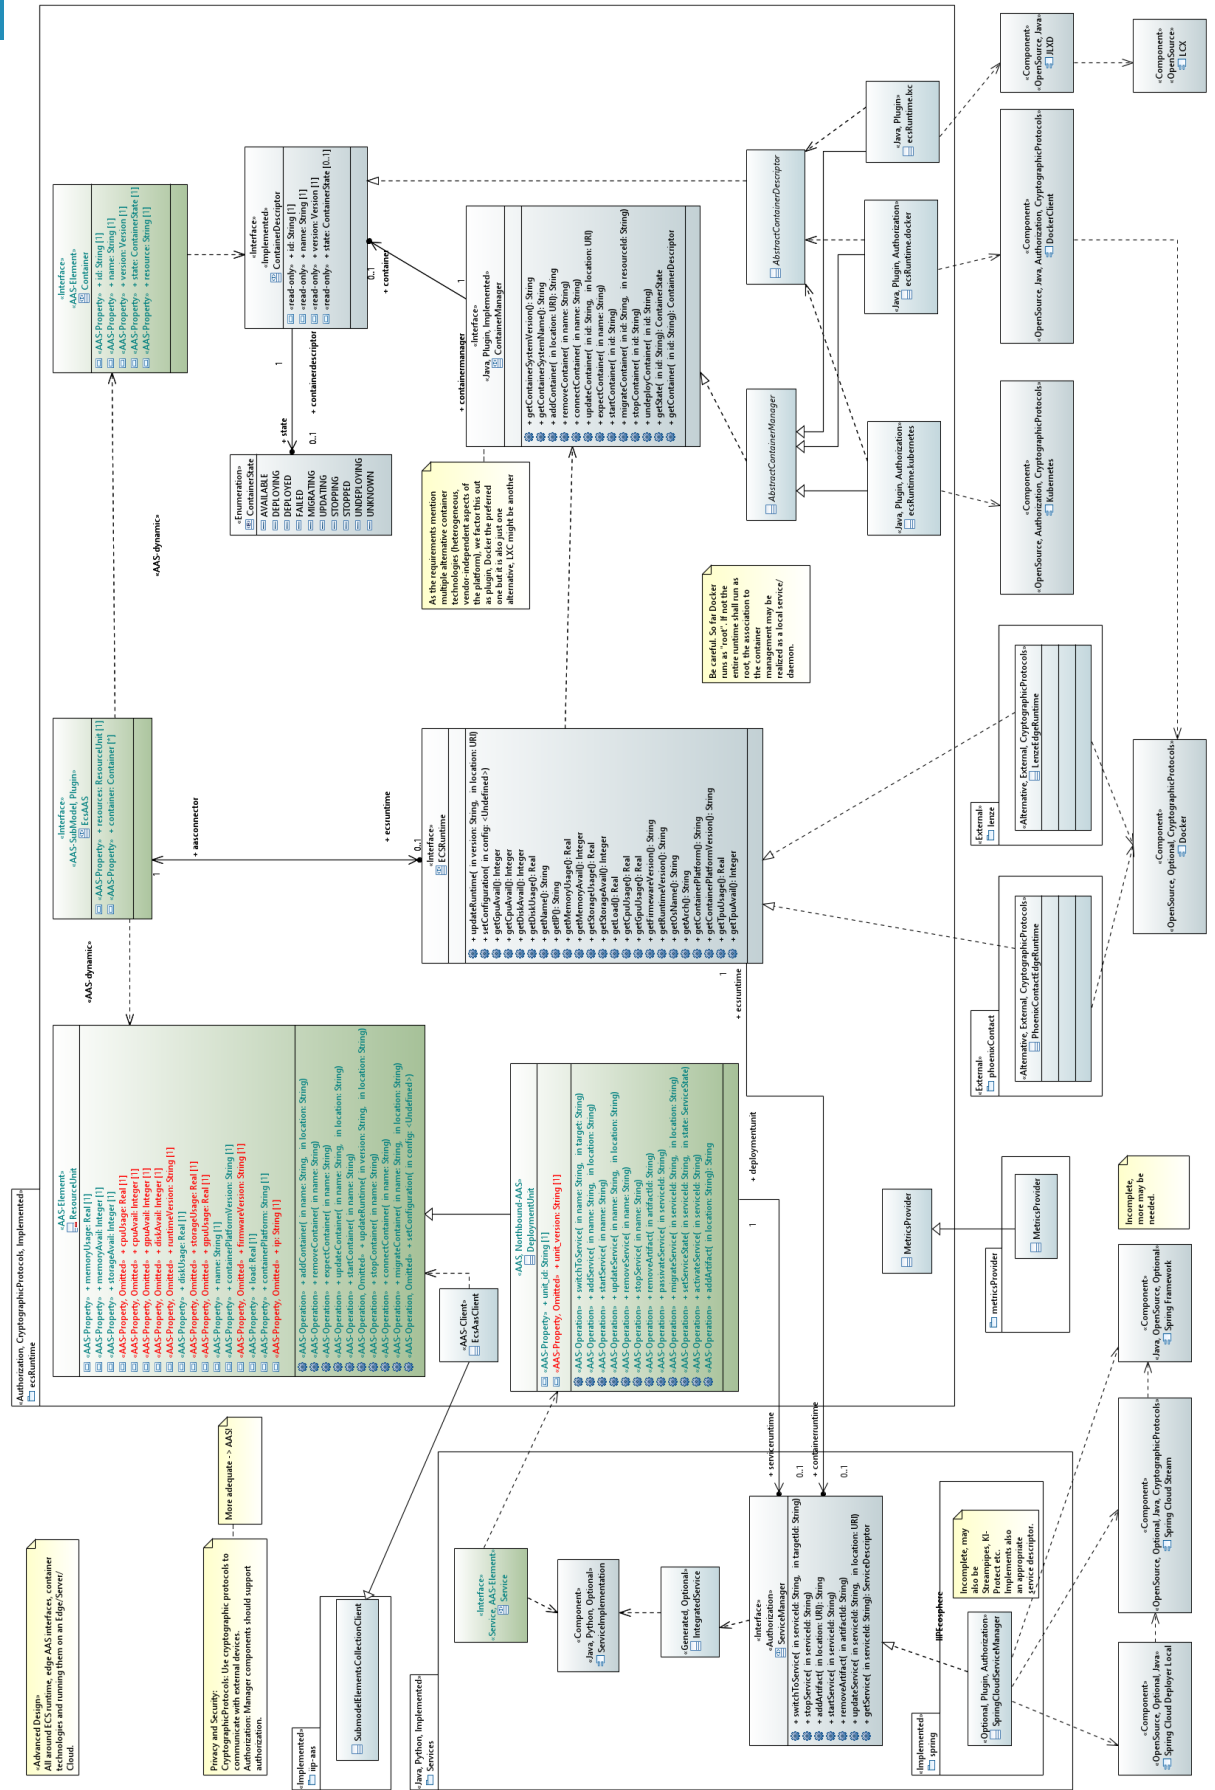 «Advanced Design»
All around ECS runtime, edge AAS interfaces, container
technologies and running them on an Edge/Server/
Cloud.
Privacy and Security:
CryptographicProtocols: Use cryptographic protocols to
communicate with external devices.
Authorization: Manager components should support
authorization.
More adequate -> AAS!
«Implemented»
iip-aas
SubmodelElementsCollectionClient
«Java, Python, Implemented»
Services
«Interface»
«Service, AAS-Element»
Service
«Component»
«Java, Python, Optional»
ServiceImplementation
«Generated, Optional»
IntegratedService
«Interface»
«Authorization»
ServiceManager
+ switchToService( in serviceId: String, in targetId: String)
+ stopService( in serviceId: String)
+ addArtifact( in location: URI): String
+ startService( in serviceId: String)
+ removeArtifact( in artifactId: String)
+ updateService( in serviceId: String, in location: URI)
+ getService( in serviceId: String): ServiceDescriptor
+ serviceruntime
0..1
+ containerruntime
0..1
IIPEcosphere
«Implemented»
spring
«Optional, Plugin, Authorization»
SpringCloudServiceManager
Incomplete, may
also be
Streampipes, KI-
Protect etc.
Implements also
an appropriate
service descriptor.
«Component»
«OpenSource, Optional, Java»
Spring Cloud Deployer Local
«Component»
«OpenSource, Optional, Java, CryptographicProtocols»
Spring Cloud Stream
«Component»
«Java, OpenSource, Optional»
Spring Framework
Incomplete,
more may be
needed.
«Authorization, CryptographicProtocols, Implemented»
ecsRuntime
«AAS-Element»
ResourceUnit
«AAS-Property» + memoryUsage: Real [1]
«AAS-Property» + memoryAvail: Integer [1]
«AAS-Property» + storageAvail: Integer [1]
«AAS-Property, Omitted» + cpuUsage: Real [1]
«AAS-Property, Omitted» + cpuAvail: Integer [1]
«AAS-Property, Omitted» + gpuAvail: Integer [1]
«AAS-Property, Omitted» + diskAvail: Integer [1]
«AAS-Property, Omitted» + runtimeVersion: String [1]
«AAS-Property» + diskUsage: Real [1]
«AAS-Property, Omitted» + storageUsage: Real [1]
«AAS-Property, Omitted» + gpuUsage: Real [1]
«AAS-Property» + name: String [1]
«AAS-Property» + containerPlatformVersion: String [1]
«AAS-Property, Omitted» + firmwareVersion: String [1]
«AAS-Property» + load: Real [1]
«AAS-Property» + containerPlatform: String [1]
«AAS-Property, Omitted» + ip: String [1]
«AAS-Operation» + addContainer( in name: String, in location: String)
«AAS-Operation» + removeContainer( in name: String)
«AAS-Operation» + expectContainer( in name: String)
«AAS-Operation» + updateContainer( in name: String, in location: String)
«AAS-Operation» + startContainer( in name: String)
«AAS-Operation, Omitted» + updateRuntime( in version: String, in location: String)
«AAS-Operation» + stopContainer( in name: String)
«AAS-Operation» + connectContainer( in name: String)
«AAS-Operation» + migrateContainer( in name: String, in location: String)
«AAS-Operation, Omitted» + setConfiguration( in config: <Undefined>)
«AAS-Client»
EcsAasClient
«AAS, Northbound-AAS»
DeploymentUnit
«AAS-Property» + unit_id: String [1]
«AAS-Property, Omitted» + unit_version: String [1]
«AAS-Operation» + switchToService( in name: String, in target: String)
«AAS-Operation» + addService( in name: String, in location: String)
«AAS-Operation» + startService( in name: String)
«AAS-Operation» + updateService( in name: String, in location: String)
«AAS-Operation» + removeService( in name: String)
«AAS-Operation» + stopService( in name: String)
«AAS-Operation» + removeArtifact( in artifactId: String)
«AAS-Operation» + passivateService( in serviceId: String)
«AAS-Operation» + migrateService( in serviceId: String, in location: String)
«AAS-Operation» + setServiceState( in serviceId: String, in state: ServiceState)
«AAS-Operation» + activateService( in serviceId: String)
«AAS-Operation» + addArtifact( in location: String): String
+ deploymentunit
1
+ ecsruntime
1
MetricsProvider
metricsProvider
MetricsProvider
«AAS-dynamic»
«Interface»
«AAS-SubModel, Plugin»
EcsAAS
«AAS-Property» + resources: ResourceUnit [1]
«AAS-Property» + container: Container [*]
1
+ aasconnector
+ ecsruntime
0..1
«Interface»
ECSRuntime
+ updateRuntime( in version: String, in location: URI)
+ setConfiguration( in config: <Undefined>)
+ getGpuAvail(): Integer
+ getCpuAvail(): Integer
+ getDiskAvail(): Integer
+ getDiskUsage(): Real
+ getName(): String
+ getIP(): String
+ getMemoryUsage(): Real
+ getMemoryAvail(): Integer
+ getStorageUsage(): Real
+ getStorageAvail(): Integer
+ getLoad(): Real
+ getCpuUsage(): Real
+ getGpuUsage(): Real
+ getFirmewareVersion(): String
+ getRuntimeVersion(): String
+ getOsName(): String
+ getArch(): String
+ getContainerPlatform(): String
+ getContainerPlatformVersion(): String
+ getTpuUsage(): Real
+ getTpuAvail(): Integer
«External»
phoenixContact
«Alternative, External, CryptographicProtocols»
PhoenixContactEdgeRuntime
«External»
lenze
«Alternative, External, CryptographicProtocols»
LenzeEdgeRuntime
«Component»
«OpenSource, Optional, CryptographicProtocols»
Docker
«AAS-dynamic»
«Interface»
«AAS-Element»
Container
«AAS-Property» + id: String [1]
«AAS-Property» + name: String [1]
«AAS-Property» + version: Version [1]
«AAS-Property» + state: ContainerState [1]
«AAS-Property» + resource: String [1]
«Interface»
«Implemented»
ContainerDescriptor
«read-only» + id: String [1]
«read-only» + name: String [1]
«read-only» + version: Version [1]
«read-only» + state: ContainerState [0..1]
1
+ state
+ containerdescriptor
0..1
«Enumeration»
ContainerState
AVAILABLE
DEPLOYING
DEPLOYED
FAILED
MIGRATING
UPDATING
STOPPING
STOPPED
UNDEPLOYING
UNKNOWN
0..1
+ container
1
+ containermanager
As the requirements mention
multiple alternative container
technologies (heterogeneous,
vendor-independent aspects of
the platform), we factor this out
as plugin, Docker the preferred
one but it is also just one
alternative, LXC might be another
«Interface»
«Java, Plugin, Implemented»
ContainerManager
+ getContainerSystemVersion(): String
+ getContainerSystemName(): String
+ addContainer( in location: URI): String
+ removeContainer( in name: String)
+ connectContainer( in name: String)
+ updateContainer( in id: String, in location: URI)
+ expectContainer( in name: String)
+ startContainer( in id: String)
+ migrateContainer( in id: String, in resourceId: String)
+ stopContainer( in id: String)
+ undeployContainer( in id: String)
+ getState( in id: String): ContainerState
+ getContainer( in id: String): ContainerDescriptor
Be careful. So far Docker
runs as "root". If not the
entire runtime shall run as
root, the association to
the container
management may be
realized as a local service/
daemon.
AbstractContainerManager
AbstractContainerDescriptor
«Java, Plugin, Authorization»
ecsRuntime.kubernetes
«Java, Plugin, Authorization»
ecsRuntime.docker
«Java, Plugin»
ecsRuntime.lxc
«Component»
«OpenSource, Authorization, CryptographicProtocols»
Kubernetes
«Component»
«OpenSource, Java, Authorization, CryptographicProtocols»
DockerClient
«Component»
«OpenSource, Java»
JLXD
«Component»
«OpenSource»
LCX